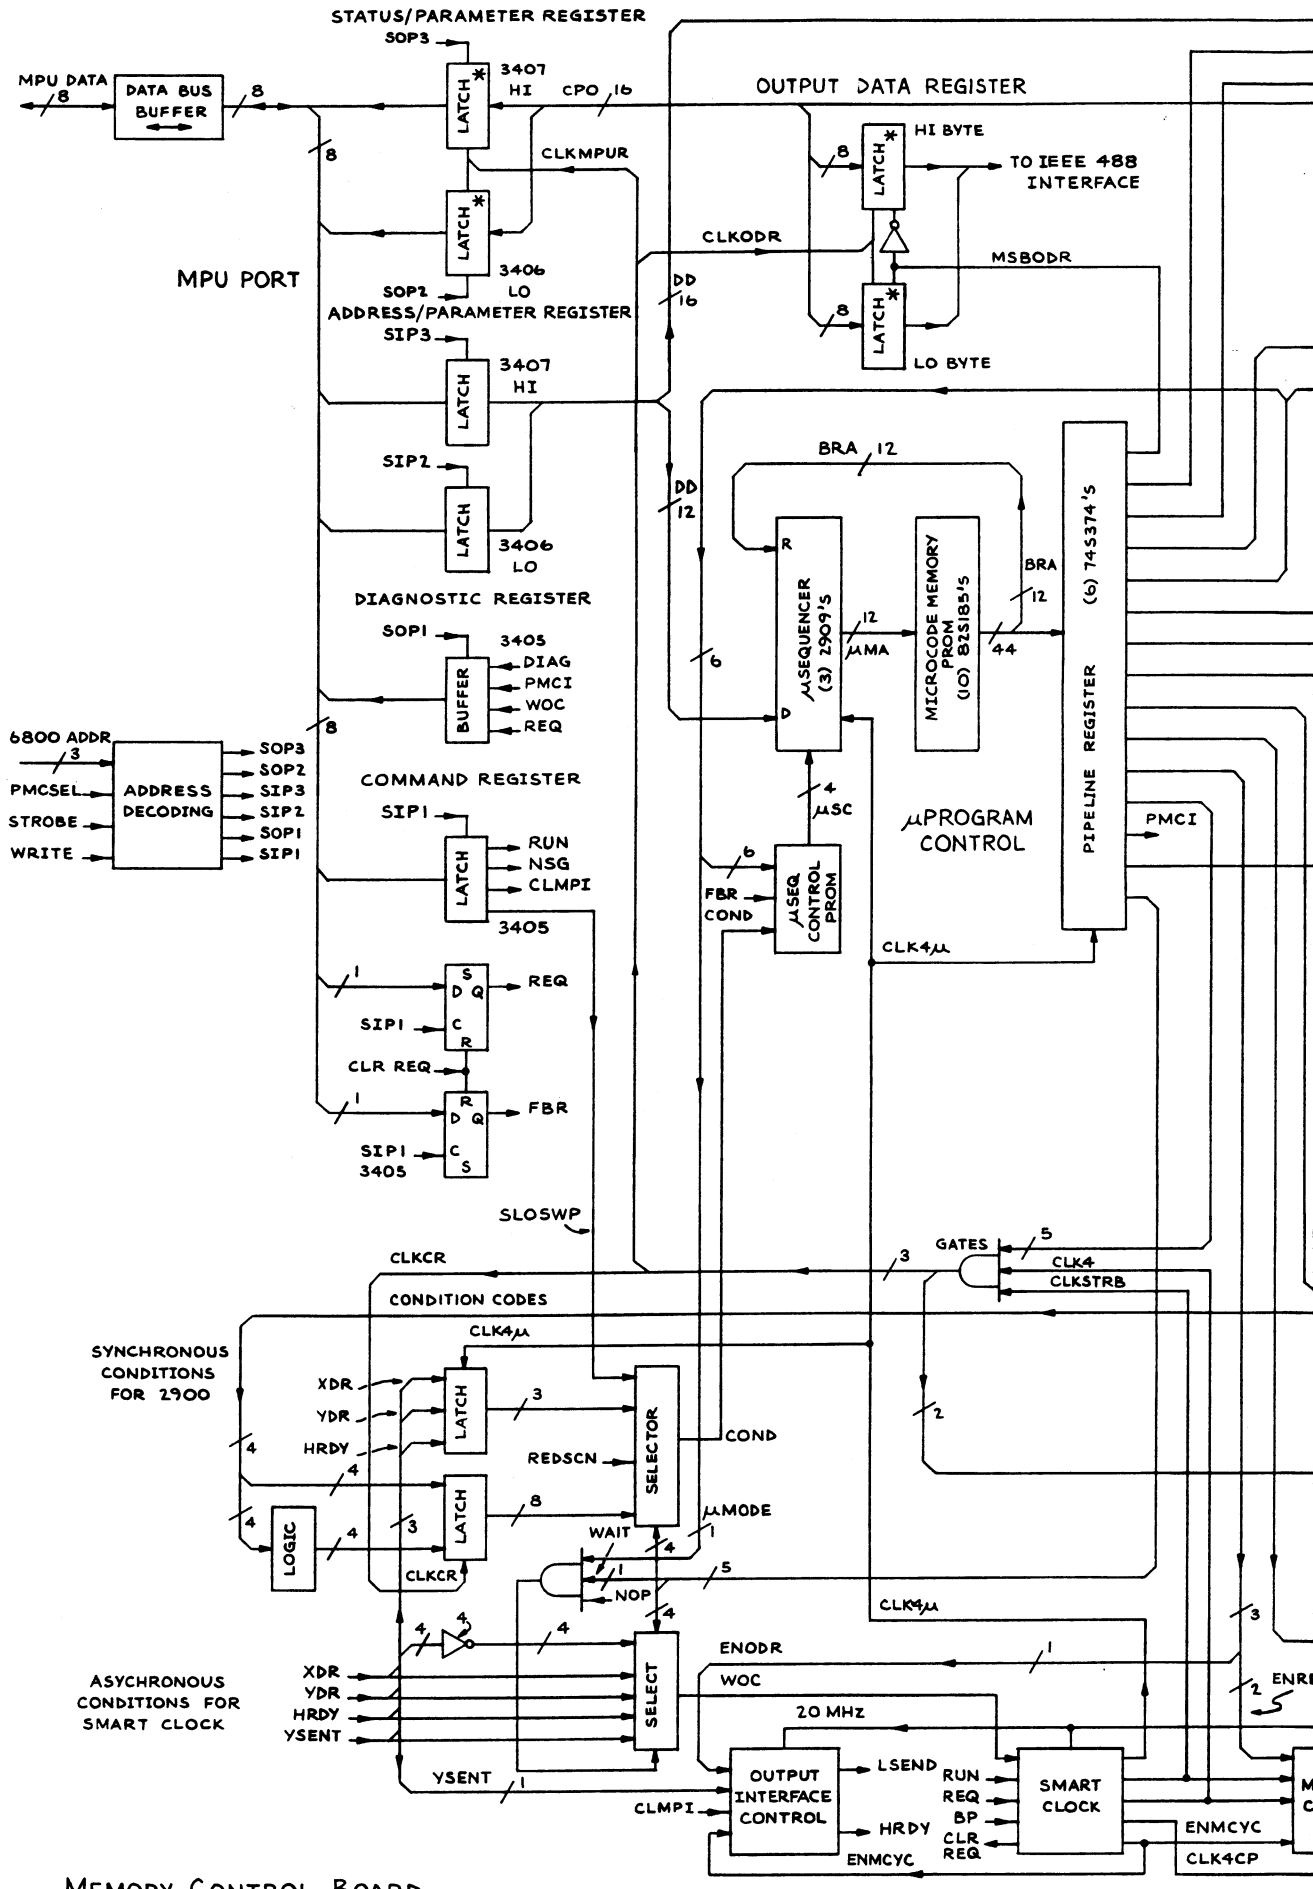 STATUS/PARAMETER REGISTER
SOP3
MPU DATA
8
DATA BUS
BUFFER
8
LATCH *
3407
HI
CPO 16
OUTPUT DATA REGISTER
HI BYTE
8
LATCH *
TO IEEE 488
INTERFACE
8
CLKMPUR
LATCH *
3406
LO
SOP2
CLKODR
MSBODR
MPU PORT
DD
16
8
LATCH *
LO BYTE
ADDRESS/PARAMETER REGISTER
SIP3
LATCH
3407
HI
SIP2
LATCH
3406
LO
DD
12
BRA 12
R
µSEQUENCER
(3) 2909'S
D
12
µMA
MICROCODE MEMORY
PROM
(10) 82S185'S
44
BRA
12
PIPELINE REGISTER (6) 74S374'S
DIAGNOSTIC REGISTER
SOP1
3405
BUFFER
DIAG
PMCI
WOC
REQ
6
8
6800 ADDR
3
PMCSEL
STROBE
WRITE
ADDRESS
DECODING
SOP3
SOP2
SIP3
SIP2
SOP1
SIP1
COMMAND REGISTER
SIP1
LATCH
RUN
NSG
CLMPI
3405
4
µSC
µPROGRAM
CONTROL
PMCI
6
FBR
COND
µSEQ
CONTROL
PROM
CLK4µ
1
S
D Q
C
R
REQ
SIP1
CLR REQ
1
R
D Q
C
S
FBR
SIP1
3405
SLOSWP
CLKCR
3
GATES
5
CLK4
CLKSTRB
CONDITION CODES
CLK4µ
SYNCHRONOUS
CONDITIONS
FOR 2900
XDR
YDR
HRDY
LATCH
3
SELECTOR
COND
REDSCN
2
4
4
LATCH
8
4
LOGIC
4
3
CLKCR
µMODE
1
WAIT
4
1
NOP
5
4
CLK4µ
3
4
4
4
ENODR
1
WOC
2
ENRE
ASYCHRONOUS
CONDITIONS FOR
SMART CLOCK
XDR
YDR
HRDY
YSENT
SELECT
20 MHz
YSENT
1
CLMPI
OUTPUT
INTERFACE
CONTROL
LSEND
HRDY
ENMCYC
RUN
REQ
BP
CLR
REQ
SMART
CLOCK
ENMCYC
CLK4CP
M
C
MEMORY CONTROL BOARD